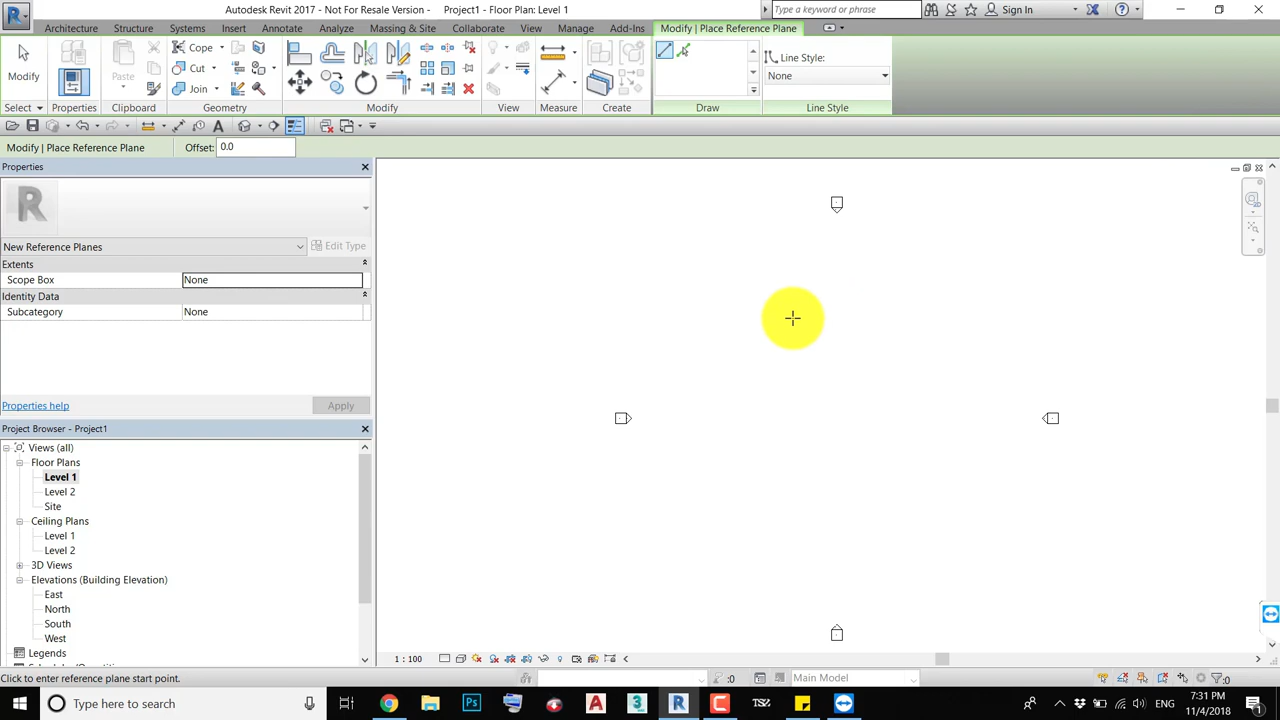 Autodesk Revit 2017 - Not For Resale Version - Project1 - Floor Plan: Level 1
Type a keyword or phrase
Sign In
Architecture Structure Systems Insert Annotate Analyze Massing & Site Collaborate View Manage Add-Ins Modify | Place Reference Plane
Modify
Paste
Cope
Cut
Join
Line Style:
None
Select Properties Clipboard Geometry Modify View Measure Create Draw Line Style
Modify | Place Reference Plane Offset: 0.0
Properties
New Reference Planes Edit Type
Extents
Scope Box None
Identity Data
Subcategory None
Properties help Apply
Project Browser - Project1
Views (all)
Floor Plans
Level 1
Level 2
Site
Ceiling Plans
Level 1
Level 2
3D Views
Elevations (Building Elevation)
East
North
South
West
Legends
1 : 100
Click to enter reference plane start point.
:0
Main Model
:0
Type here to search
ENG
7:31 PM
11/4/2018